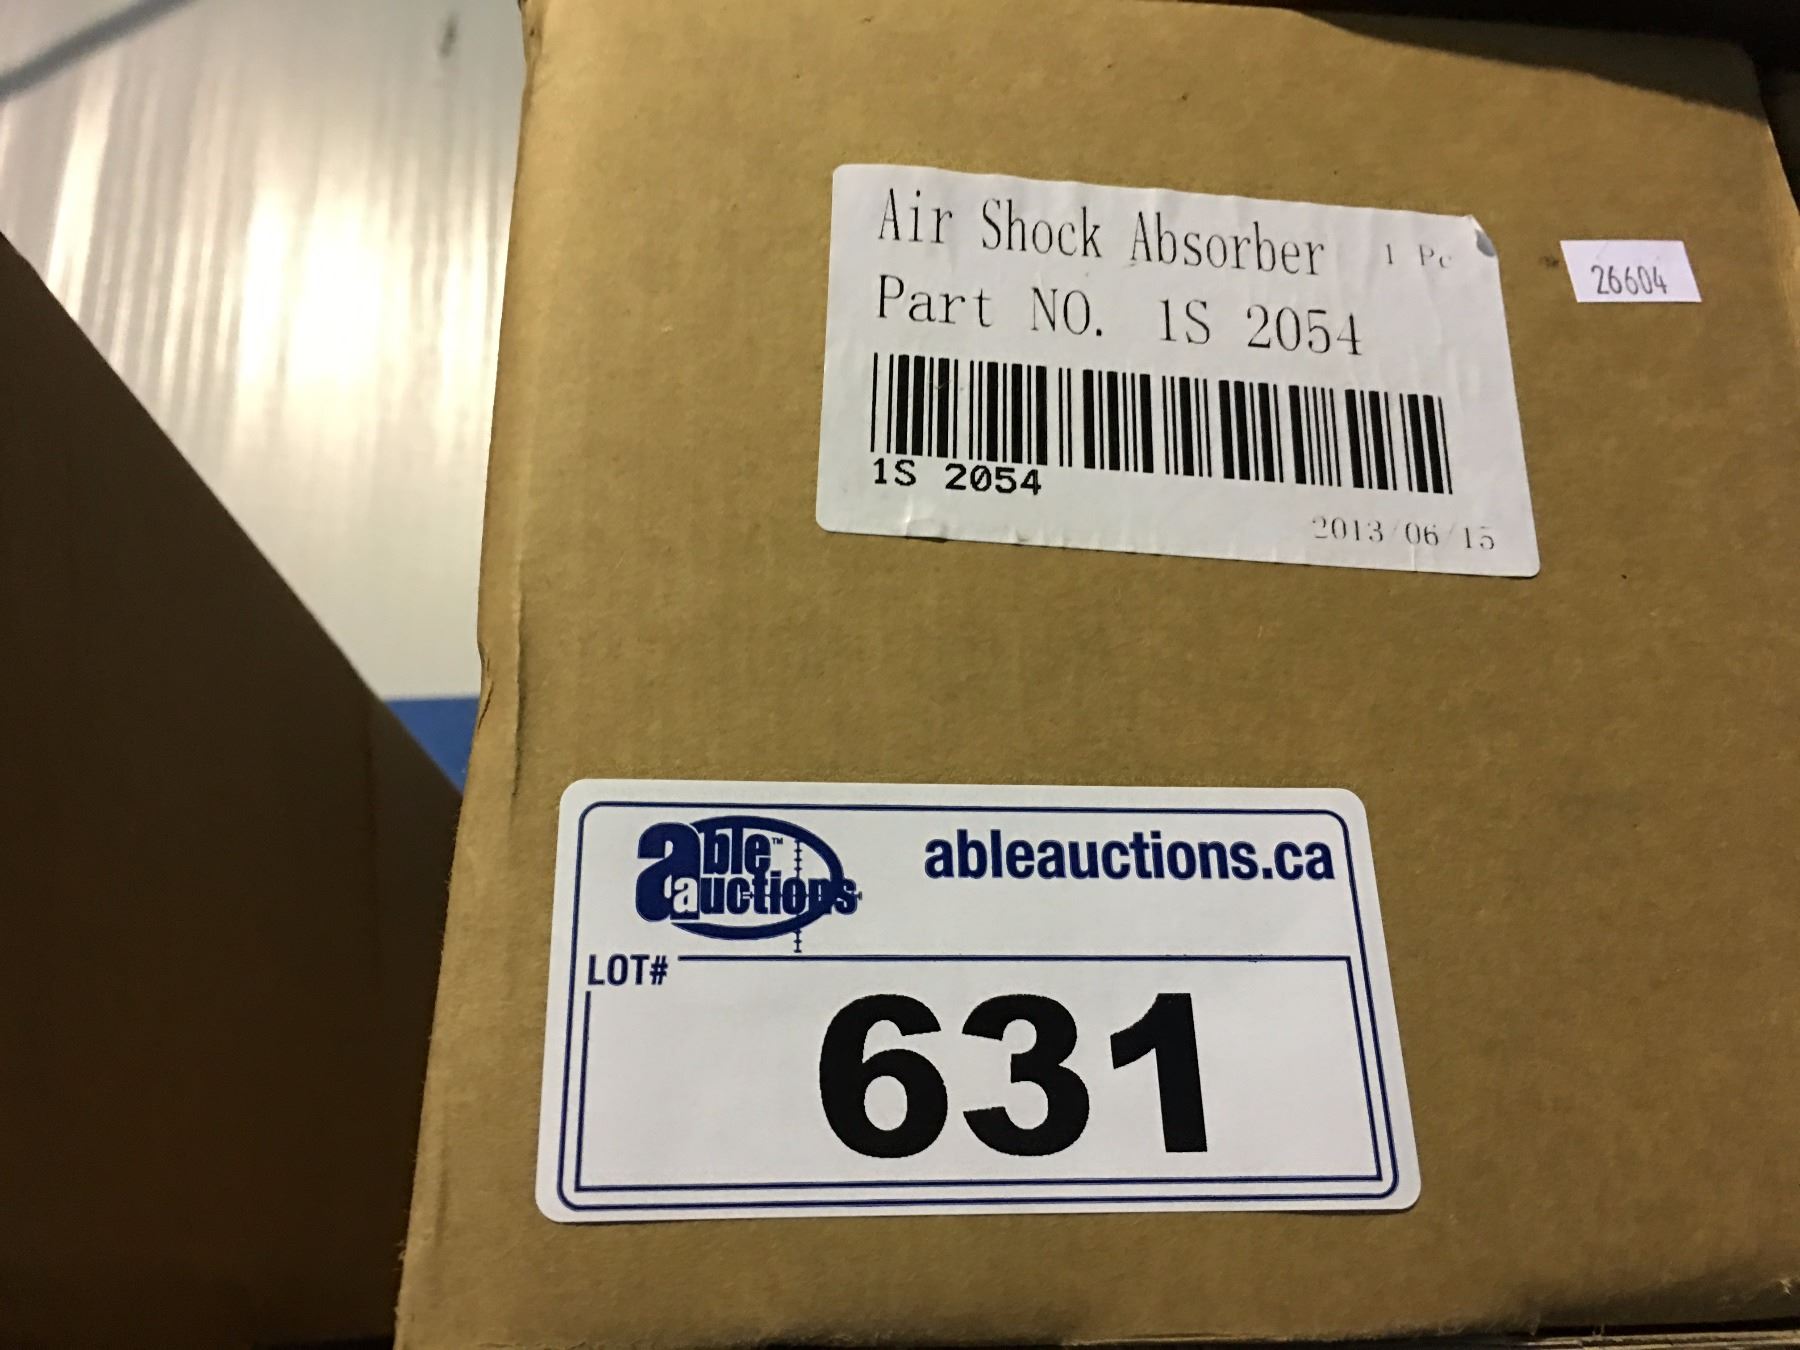 Air Shock Absorber 1 Pc
Part NO. 1S 2054
1S 2054
2013/06/15
26604
able™
auctions
ableauctions.ca
LOT#
631